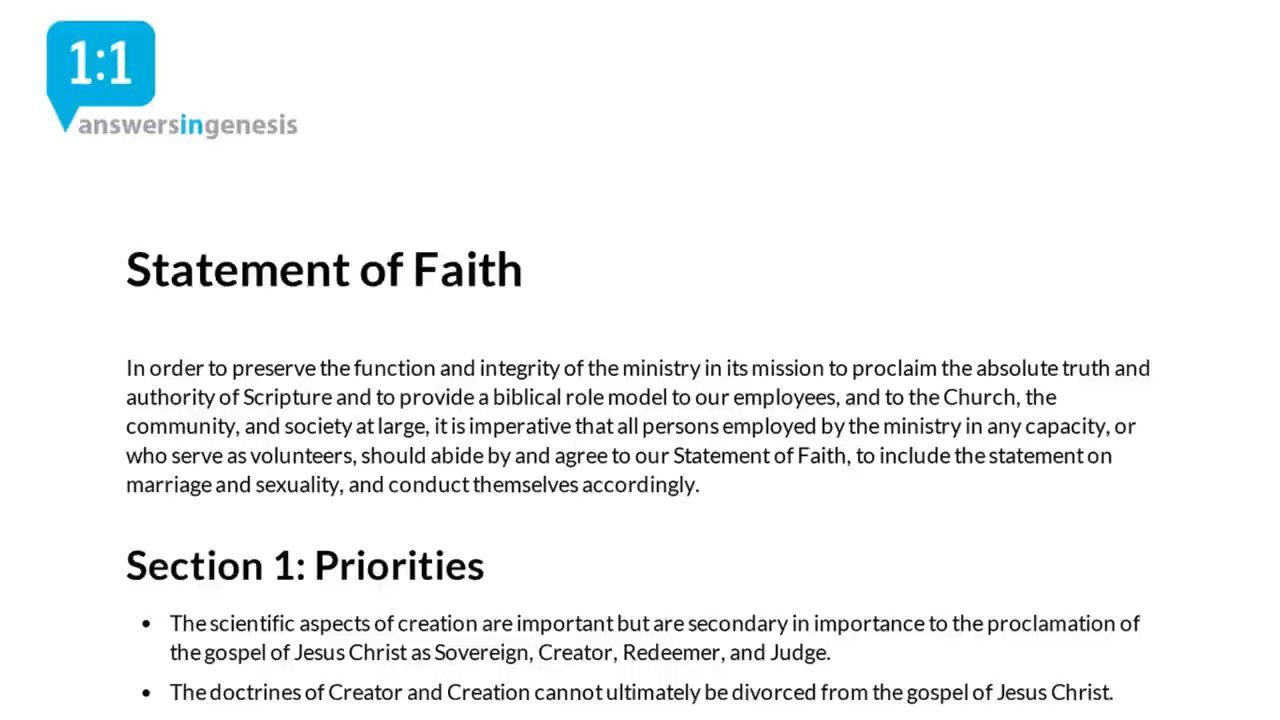 1:1
answersingenesis
Statement of Faith
In order to preserve the function and integrity of the ministry in its mission to proclaim the absolute truth and
authority of Scripture and to provide a biblical role model to our employees, and to the Church, the
community, and society at large, it is imperative that all persons employed by the ministry in any capacity, or
who serve as volunteers, should abide by and agree to our Statement of Faith, to include the statement on
marriage and sexuality, and conduct themselves accordingly.
Section 1: Priorities
• The scientific aspects of creation are important but are secondary in importance to the proclamation of
the gospel of Jesus Christ as Sovereign, Creator, Redeemer, and Judge.
• The doctrines of Creator and Creation cannot ultimately be divorced from the gospel of Jesus Christ.